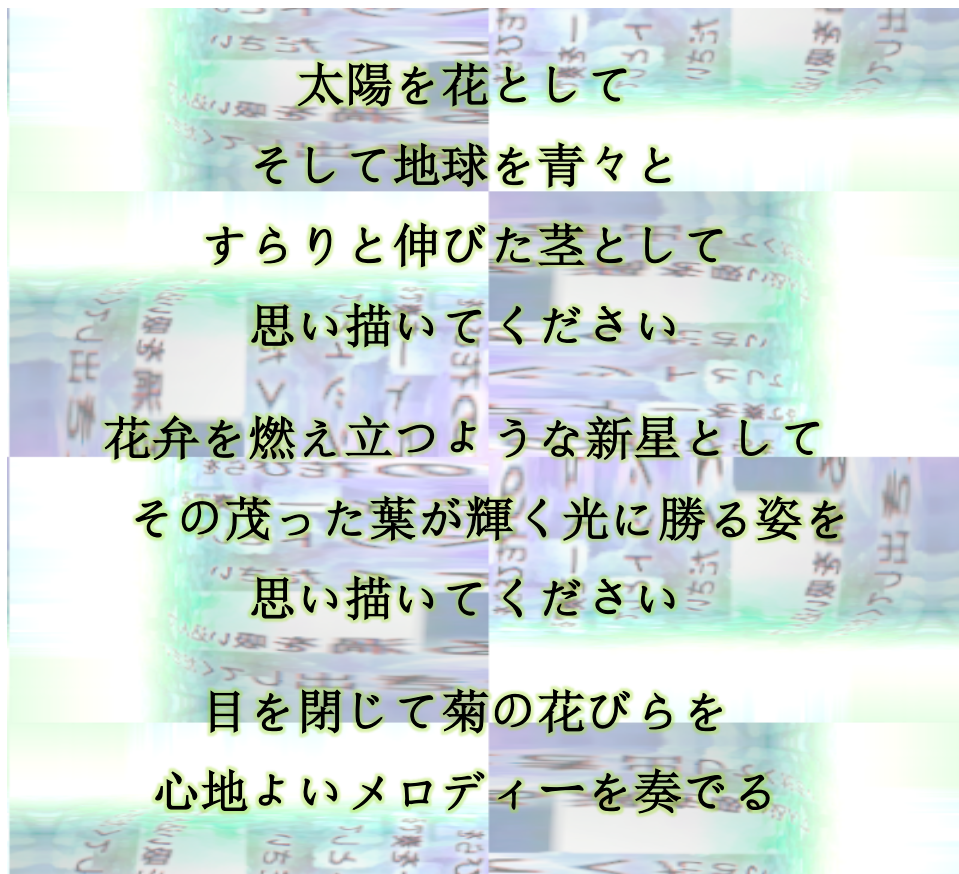 太陽を花として
そして地球を青々と
すらりと伸びた茎として
思い描いてください
花弁を燃え立つような新星として
その茂った葉が輝く光に勝る姿を
思い描いてください
目を閉じて菊の花びらを
心地よいメロディーを奏でる